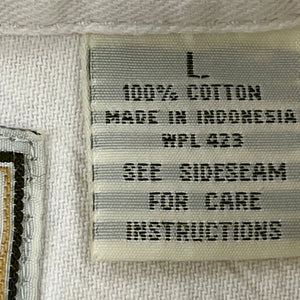 L
100% COTTON
MADE IN INDONESIA
WPL 423
SEE SIDESEAM
FOR CARE
INSTRUCTIONS